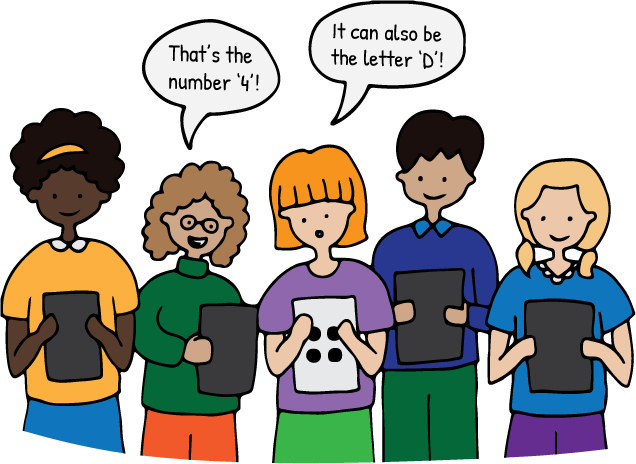 That's the
number '4'!
It can also be
the letter 'D'!